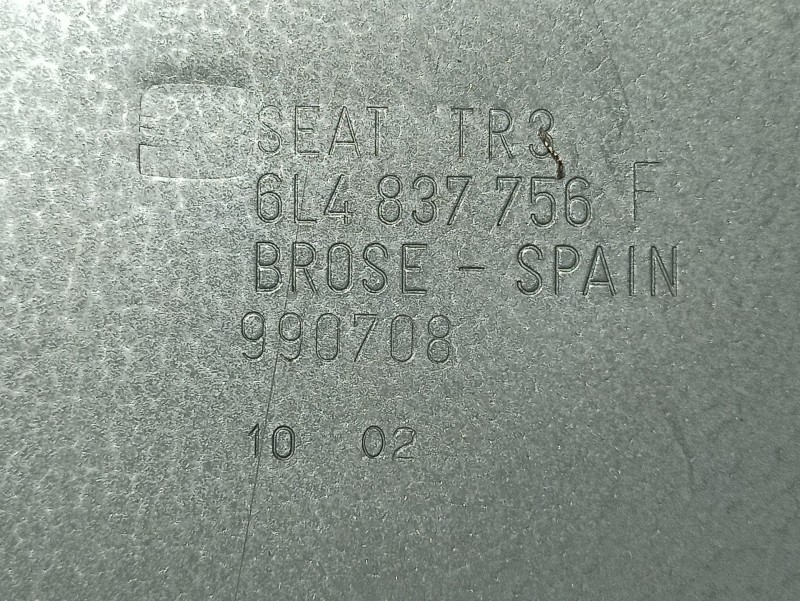 SEAT TR3
6L4 837 756 F
BROSE - SPAIN
990708
10 02